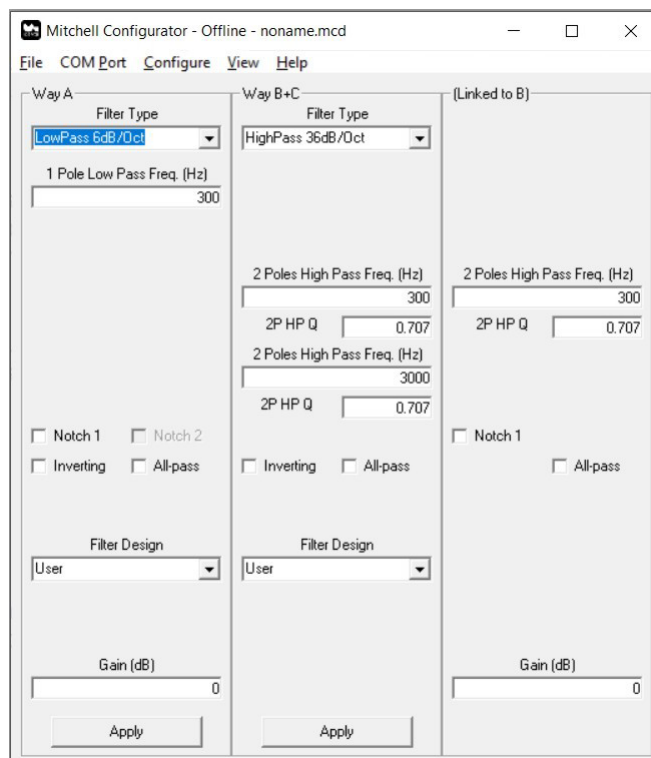 Mitchell Configurator - Offline - noname.mcd
File COM Port Configure View Help
Way A
Filter Type
LowPass 6dB/Oct
1 Pole Low Pass Freq. (Hz)
300
Notch 1 Notch 2
Inverting All-pass
Filter Design
User
Gain (dB)
0
Apply
Way B+C
Filter Type
HighPass 36dB/Oct
2 Poles High Pass Freq. (Hz)
300
2P HP Q 0.707
2 Poles High Pass Freq. (Hz)
3000
2P HP Q 0.707
Inverting All-pass
Filter Design
User
Apply
(Linked to B)
2 Poles High Pass Freq. (Hz)
300
2P HP Q 0.707
Notch 1
All-pass
Gain (dB)
0